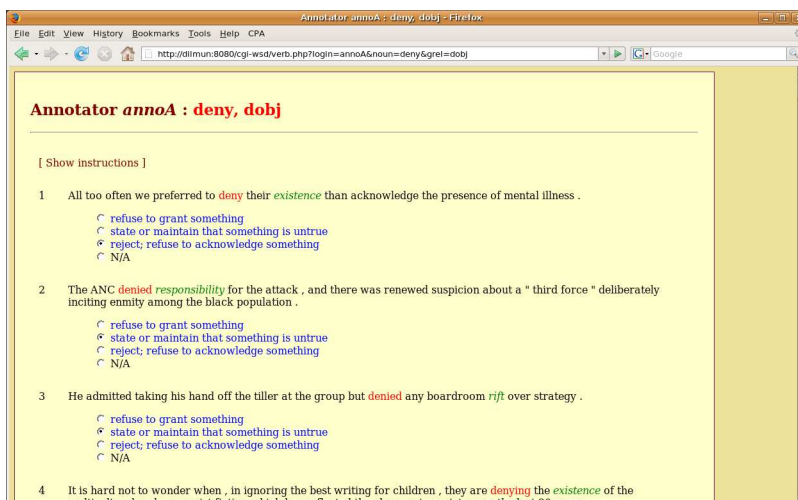 Annotator annoA : deny, dobj - Firefox
File Edit View History Bookmarks Tools Help CPA
http://dilmun:8080/cgi-wsd/verb.php?login=annoA&noun=deny&grel=dobj
G Google
Annotator annoA : deny, dobj
[ Show instructions ]
1 All too often we preferred to deny their existence than acknowledge the presence of mental illness .
refuse to grant something
state or maintain that something is untrue
reject; refuse to acknowledge something
N/A
2 The ANC denied responsibility for the attack , and there was renewed suspicion about a " third force " deliberately
inciting enmity among the black population .
refuse to grant something
state or maintain that something is untrue
reject; refuse to acknowledge something
N/A
3 He admitted taking his hand off the tiller at the group but denied any boardroom rift over strategy .
refuse to grant something
state or maintain that something is untrue
reject; refuse to acknowledge something
N/A
4 It is hard not to wonder when , in ignoring the best writing for children , they are denying the existence of the